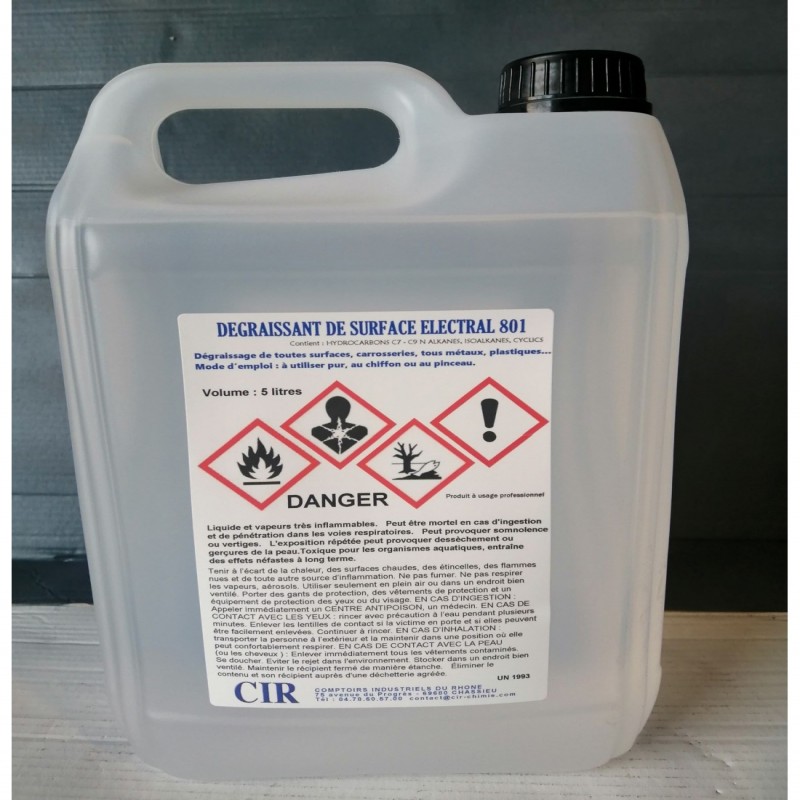 DEGRAISSANT DE SURFACE ELECTRAL 801
Contient : HYDROCARBONS C7 - C9 N ALKANES, ISOALKANES, CYCLICS
Dégraissage de toutes surfaces, carrosseries, tous métaux, plastiques...
Mode d'emploi : à utiliser pur, au chiffon ou au pinceau.
Volume : 5 litres
DANGER
Produit à usage professionnel
Liquide et vapeurs très inflammables. Peut être mortel en cas d'ingestion
et de pénétration dans les voies respiratoires. Peut provoquer somnolence
ou vertiges. L'exposition répétée peut provoquer dessèchement ou
gerçures de la peau.Toxique pour les organismes aquatiques, entraîne
des effets néfastes à long terme.
Tenir à l'écart de la chaleur, des surfaces chaudes, des étincelles, des flammes
nues et de toute autre source d'inflammation. Ne pas fumer. Ne pas respirer
les vapeurs, aérosols. Utiliser seulement en plein air ou dans un endroit bien
ventilé. Porter des gants de protection, des vêtements de protection et un
équipement de protection des yeux ou du visage. EN CAS D'INGESTION :
Appeler immédiatement un CENTRE ANTIPOISON, un médecin. EN CAS DE
CONTACT AVEC LES YEUX : rincer avec précaution à l'eau pendant plusieurs
minutes. Enlever les lentilles de contact si la victime en porte et si elles peuvent
être facilement enlevées. Continuer à rincer. EN CAS D'INHALATION :
transporter la personne à l'extérieur et la maintenir dans une position où elle
peut confortablement respirer. EN CAS DE CONTACT AVEC LA PEAU
(ou les cheveux ) : Enlever immédiatement tous les vêtements contaminés.
Se doucher. Eviter le rejet dans l'environnement. Stocker dans un endroit bien
ventilé. Maintenir le récipient fermé de manière étanche. Éliminer le
contenu et son récipient auprès d'une déchetterie agréée.
UN 1993
CIR
COMPTOIRS INDUSTRIELS DU RHONE
75 avenue du Progrès - 69680 CHASSIEU
Tél : 04.78.60.57.00 contact@cir-chimie.com